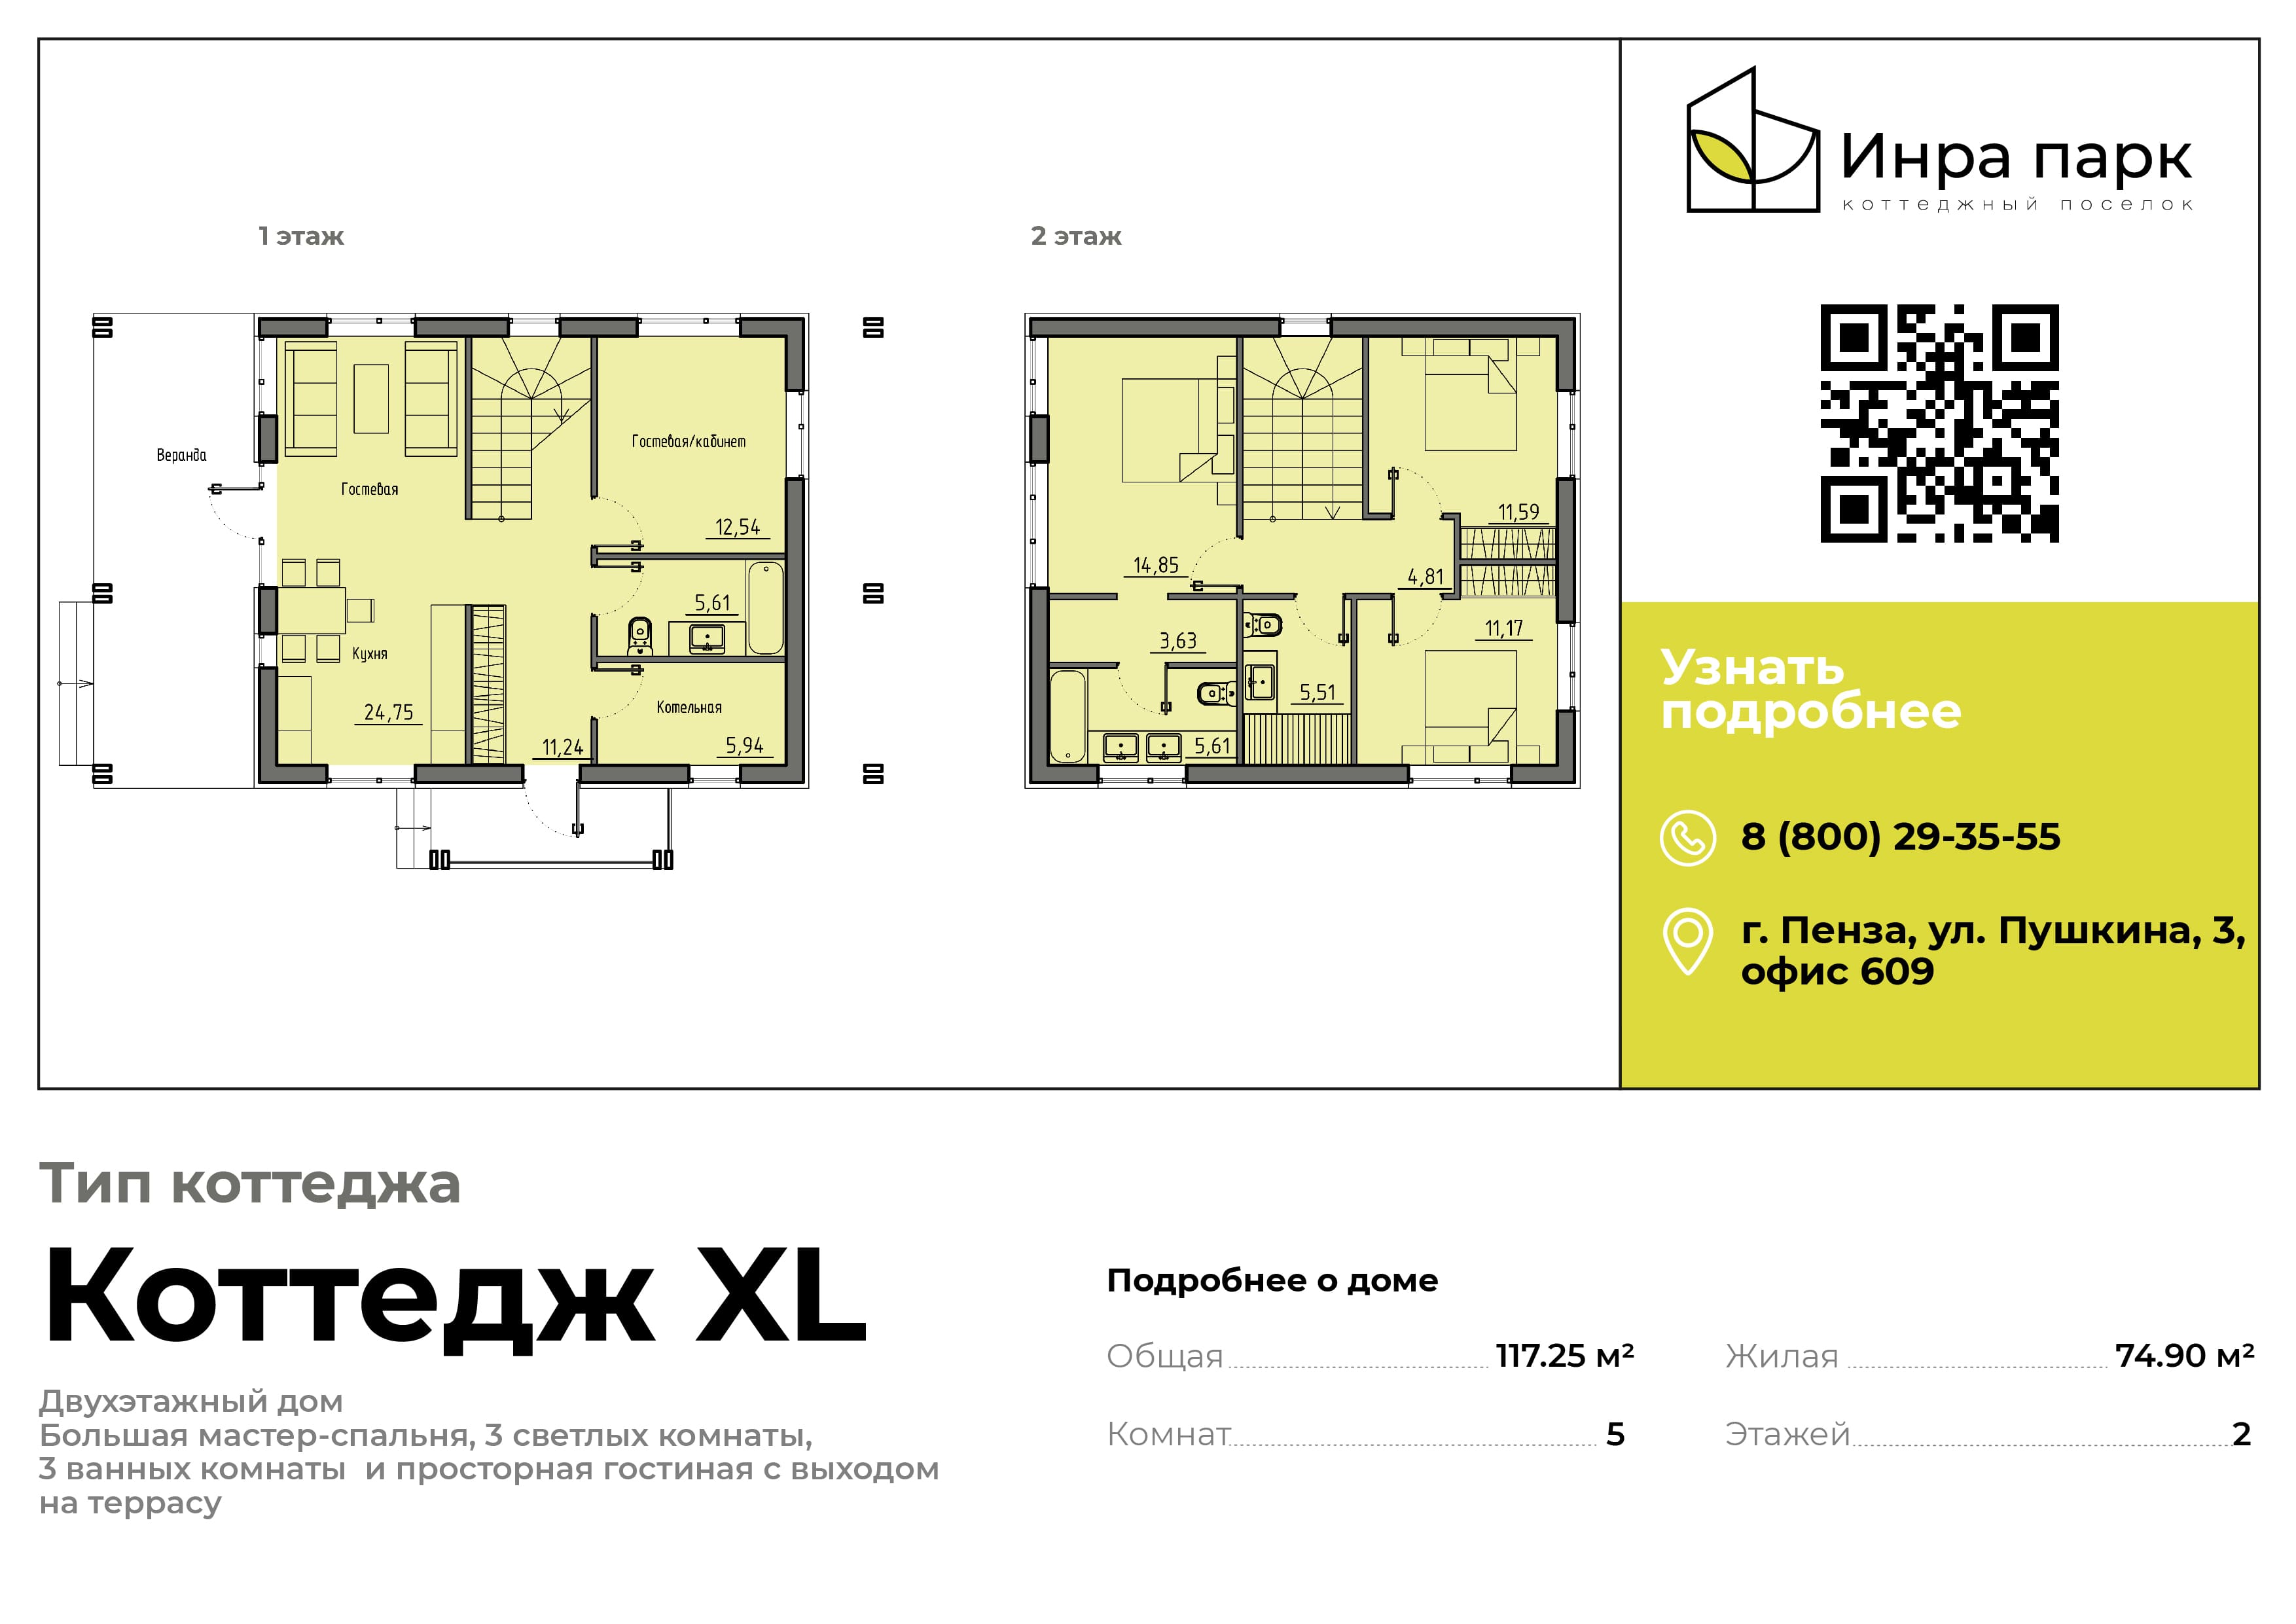 1 этаж
2 этаж
Веранда
Гостевая
Гостевая/кабинет
12,54
5,61
Кухня
24,75
11,24
Котельная
5,94
14,85
11,59
4,81
3,63
11,17
5,51
5,61
Инра парк
коттеджный поселок
Узнать
подробнее
8 (800) 29-35-55
г. Пенза, ул. Пушкина, 3,
офис 609
Тип коттеджа
Коттедж XL
Двухэтажный дом
Большая мастер-спальня, 3 светлых комнаты,
3 ванных комнаты и просторная гостиная с выходом
на террасу
Подробнее о доме
Общая 117.25 м²
Жилая 74.90 м²
Комнат 5
Этажей 2